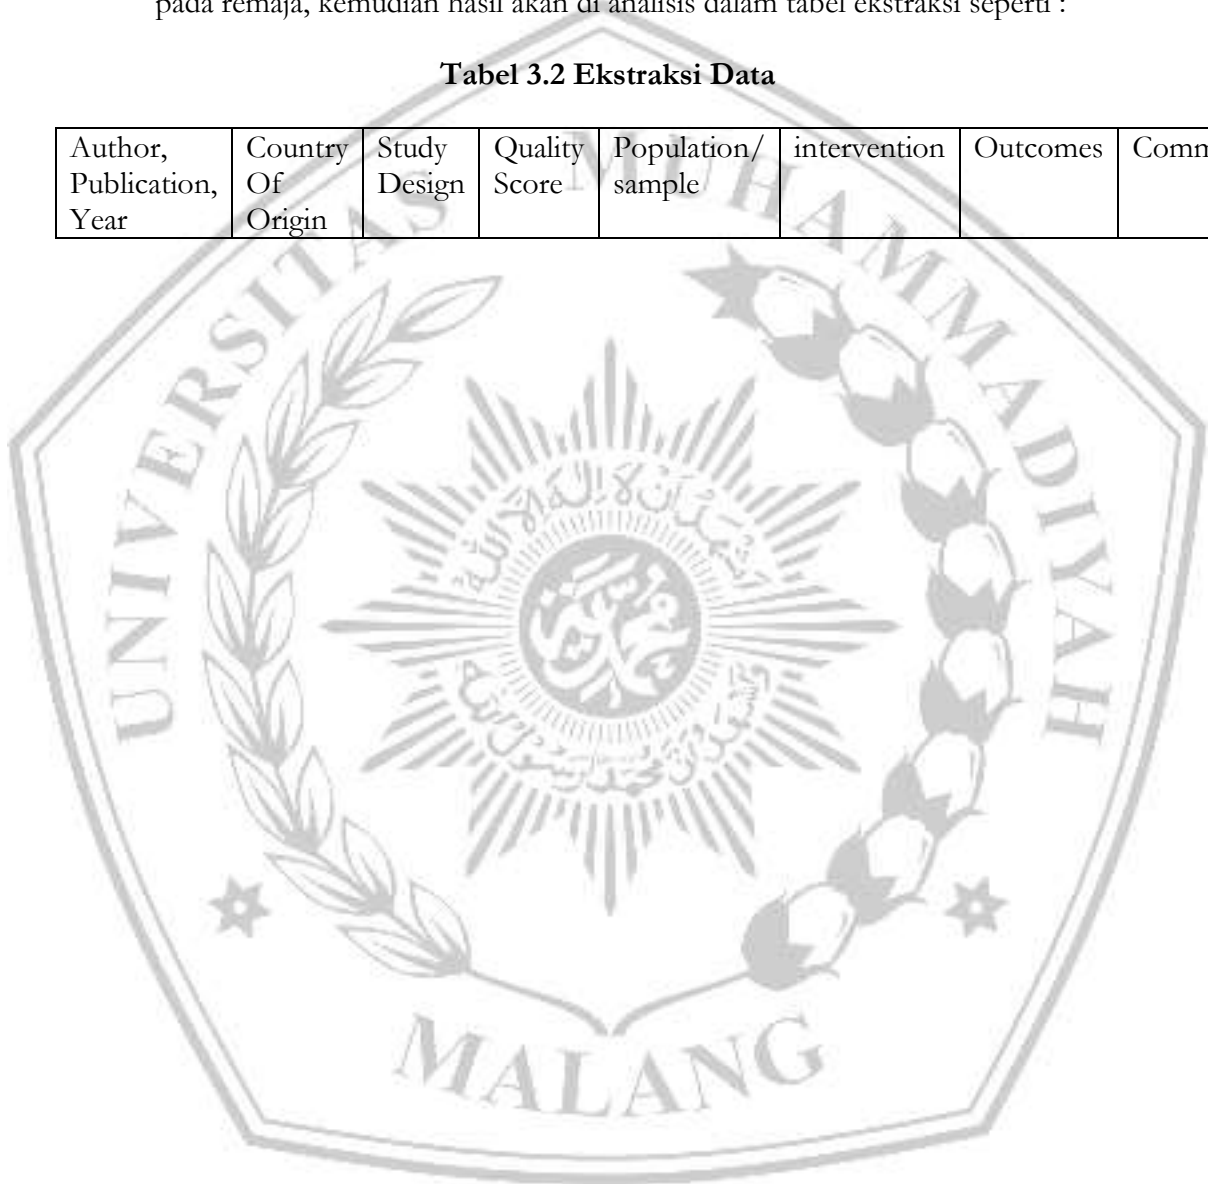 pada remaja, kemudian hasil akan di analisis dalam tabel ekstraksi seperti :
Tabel 3.2 Ekstraksi Data
Author, Publication, Year
Country Of Origin
Study Design
Quality Score
Population/ sample
intervention
Outcomes
Comm
UNIVERSITAS MUHAMMADIYAH
MALANG